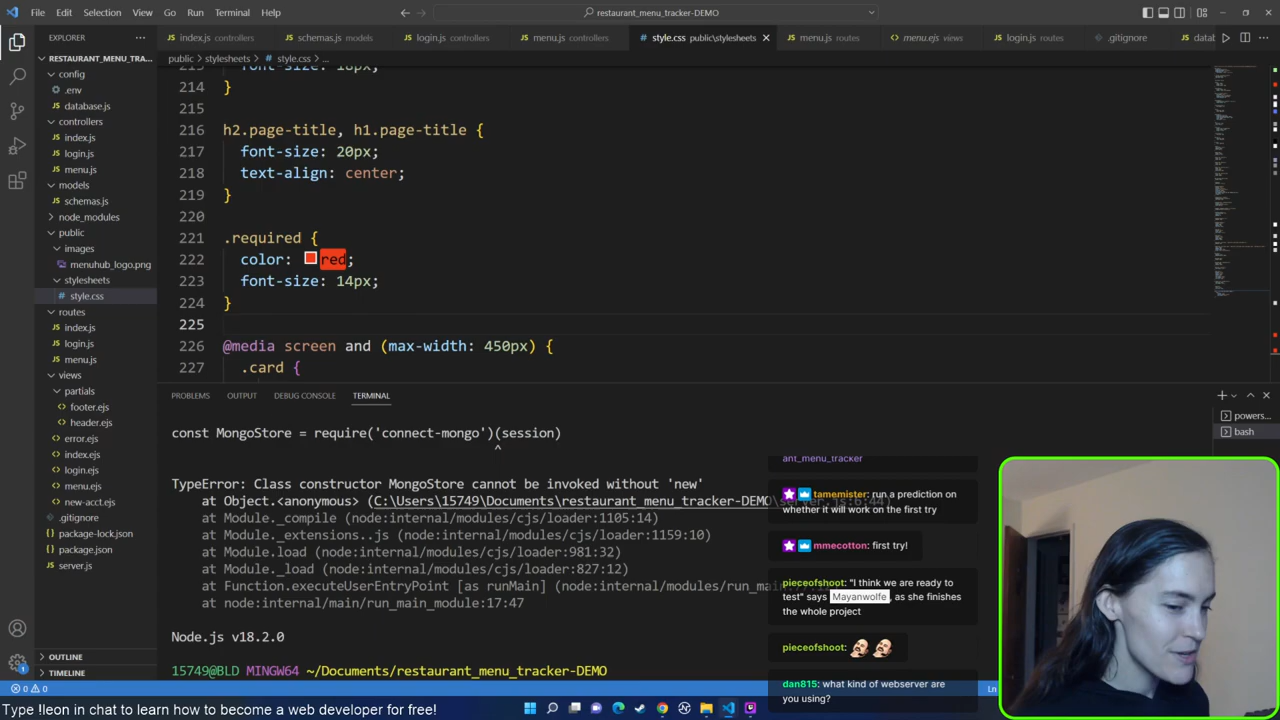 File Edit Selection View Go Run Terminal Help
restaurant_menu_tracker-DEMO
EXPLORER
index.js controllers
schemas.js models
login.js controllers
menu.js controllers
style.css public\stylesheets
menu.js routes
menu.ejs views
login.js routes
.gitignore
public > stylesheets > style.css > ...
RESTAURANT_MENU_TRA...
config
.env
database.js
controllers
index.js
login.js
menu.js
models
schemas.js
node_modules
public
images
menuhub_logo.png
stylesheets
style.css
routes
index.js
login.js
menu.js
views
partials
footer.ejs
header.ejs
error.ejs
index.ejs
login.ejs
menu.ejs
new-acct.ejs
.gitignore
package-lock.json
package.json
server.js
OUTLINE
TIMELINE
214 }
215
216 h2.page-title, h1.page-title {
217 font-size: 20px;
218 text-align: center;
219 }
220
221 .required {
222 color: red;
223 font-size: 14px;
224 }
225
226 @media screen and (max-width: 450px) {
227 .card {
PROBLEMS OUTPUT DEBUG CONSOLE TERMINAL
powers...
bash
const MongoStore = require('connect-mongo')(session)
^
TypeError: Class constructor MongoStore cannot be invoked without 'new'
at Object.<anonymous> (C:\Users\15749\Documents\restaurant_menu_tracker-DEMO\server.js:6:44)
at Module._compile (node:internal/modules/cjs/loader:1105:14)
at Module._extensions..js (node:internal/modules/cjs/loader:1159:10)
at Module.load (node:internal/modules/cjs/loader:981:32)
at Module._load (node:internal/modules/cjs/loader:827:12)
at Function.executeUserEntryPoint [as runMain] (node:internal/modules/run_main
at node:internal/main/run_main_module:17:47
Node.js v18.2.0
15749@BLD MINGW64 ~/Documents/restaurant_menu_tracker-DEMO
ant_menu_tracker
tamemister: run a prediction on
whether it will work on the first try
mmecotton: first try!
pieceofshoot: "I think we are ready to
test" says Mayanwolfe, as she finishes
the whole project
pieceofshoot:
dan815: what kind of webserver are
you using?
0 0
Ln
Type !leon in chat to learn how to become a web developer for free!